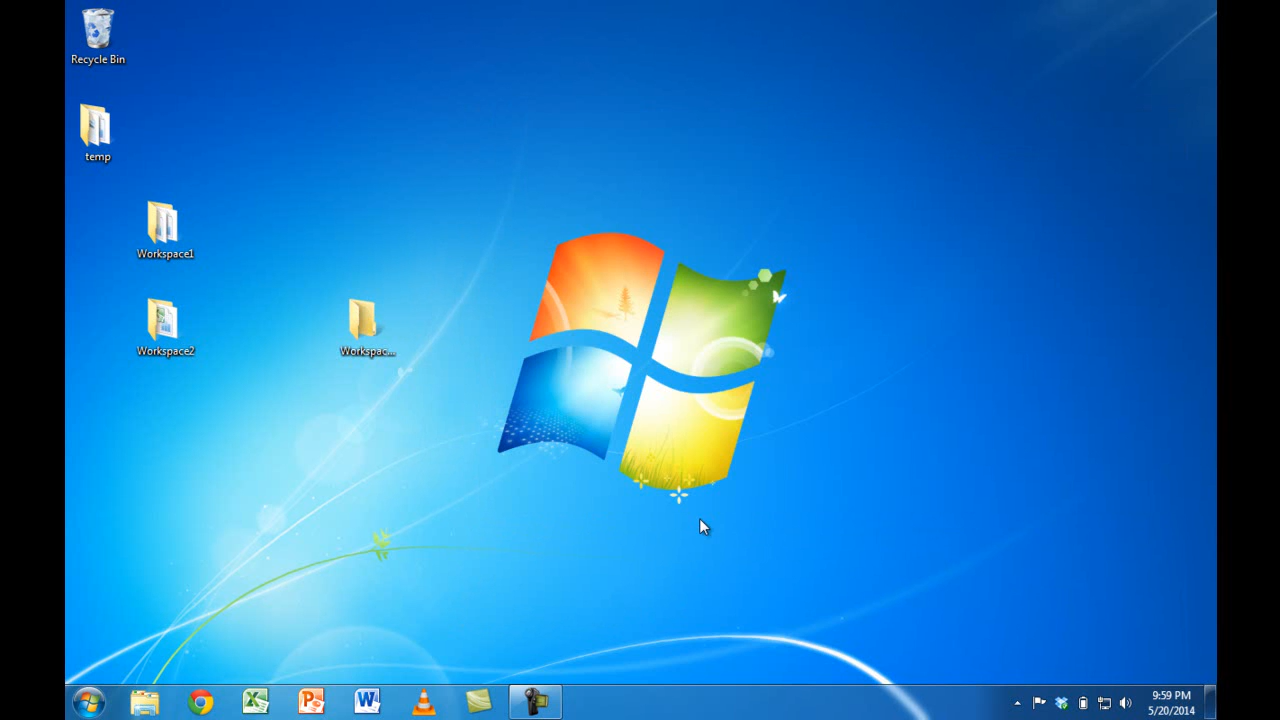 Recycle Bin
temp
Workspace1
Workspace2
Workspac...
9:59 PM
5/20/2014